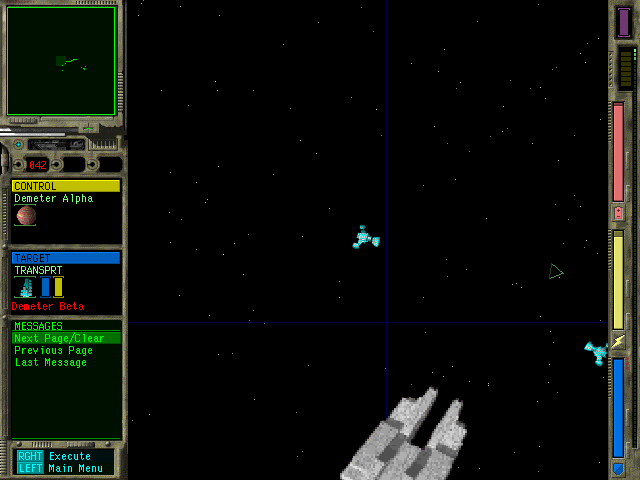 042
CONTROL
Demeter Alpha
TARGET
TRANSPRT
Demeter Beta
MESSAGES
Next Page/Clear
Previous Page
Last Message
RGHT Execute
LEFT Main Menu